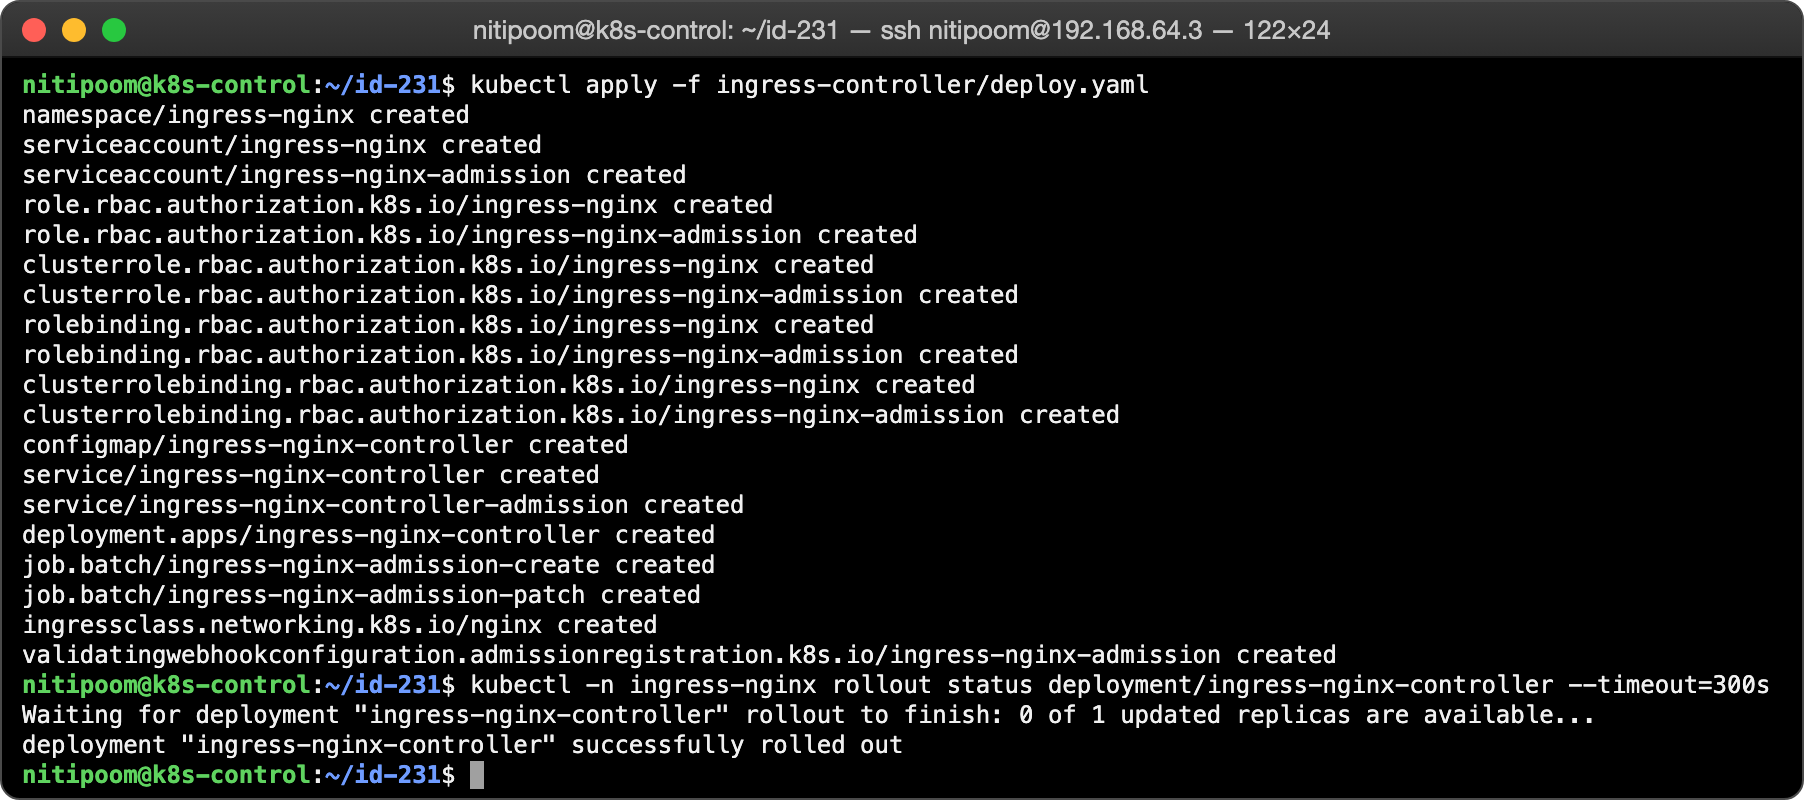 nitipoom@k8s-control: ~/id-231 — ssh nitipoom@192.168.64.3 — 122×24
nitipoom@k8s-control:~/id-231$ kubectl apply -f ingress-controller/deploy.yaml
namespace/ingress-nginx created
serviceaccount/ingress-nginx created
serviceaccount/ingress-nginx-admission created
role.rbac.authorization.k8s.io/ingress-nginx created
role.rbac.authorization.k8s.io/ingress-nginx-admission created
clusterrole.rbac.authorization.k8s.io/ingress-nginx created
clusterrole.rbac.authorization.k8s.io/ingress-nginx-admission created
rolebinding.rbac.authorization.k8s.io/ingress-nginx created
rolebinding.rbac.authorization.k8s.io/ingress-nginx-admission created
clusterrolebinding.rbac.authorization.k8s.io/ingress-nginx created
clusterrolebinding.rbac.authorization.k8s.io/ingress-nginx-admission created
configmap/ingress-nginx-controller created
service/ingress-nginx-controller created
service/ingress-nginx-controller-admission created
deployment.apps/ingress-nginx-controller created
job.batch/ingress-nginx-admission-create created
job.batch/ingress-nginx-admission-patch created
ingressclass.networking.k8s.io/nginx created
validatingwebhookconfiguration.admissionregistration.k8s.io/ingress-nginx-admission created
nitipoom@k8s-control:~/id-231$ kubectl -n ingress-nginx rollout status deployment/ingress-nginx-controller --timeout=300s
Waiting for deployment "ingress-nginx-controller" rollout to finish: 0 of 1 updated replicas are available...
deployment "ingress-nginx-controller" successfully rolled out
nitipoom@k8s-control:~/id-231$